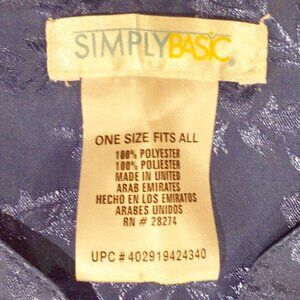 SIMPLYBASIC
ONE SIZE FITS ALL
100% POLYESTER
100% POLIESTER
MADE IN UNITED
ARAB EMIRATES
HECHO EN LOS EMIRATOS
ARABES UNIDOS
RN # 28274
UPC # 402919424340